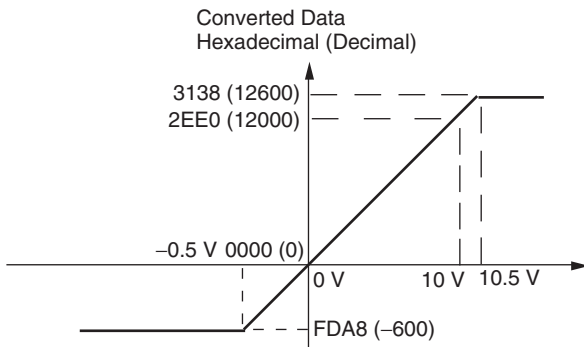 Converted Data
Hexadecimal (Decimal)
3138 (12600)
2EE0 (12000)
−0.5 V 0000 (0)
0 V
10 V
10.5 V
FDA8 (−600)